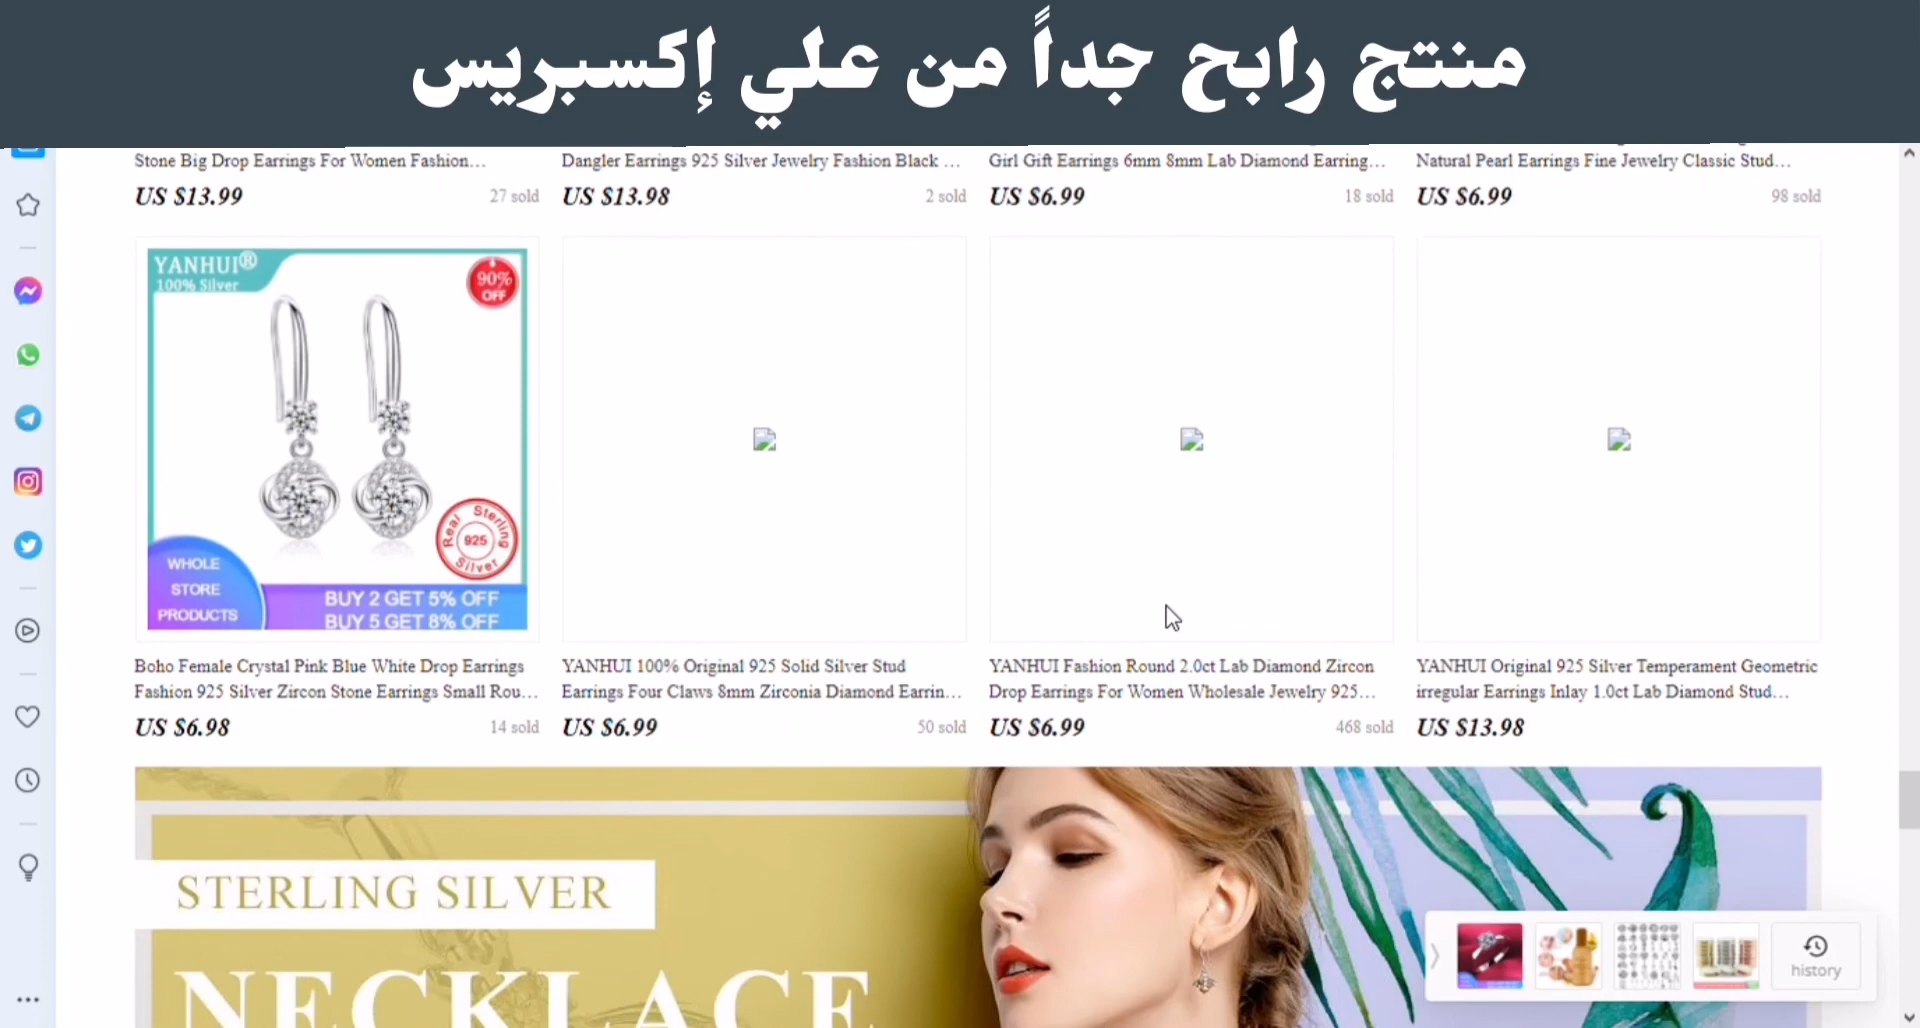 منتج رابح جداً من علي إكسبريس
Stone Big Drop Earrings For Women Fashion...
US $13.99
27 sold
Dangler Earrings 925 Silver Jewelry Fashion Black ...
US $13.98
2 sold
Girl Gift Earrings 6mm 8mm Lab Diamond Earring...
US $6.99
18 sold
Natural Pearl Earrings Fine Jewelry Classic Stud...
US $6.99
98 sold
YANHUI®
100% Silver
90%
OFF
Real Sterling
925
Silver
WHOLE
STORE
PRODUCTS
BUY 2 GET 5% OFF
BUY 5 GET 8% OFF
Boho Female Crystal Pink Blue White Drop Earrings
Fashion 925 Silver Zircon Stone Earrings Small Rou...
US $6.98
14 sold
YANHUI 100% Original 925 Solid Silver Stud
Earrings Four Claws 8mm Zirconia Diamond Earrin...
US $6.99
50 sold
YANHUI Fashion Round 2.0ct Lab Diamond Zircon
Drop Earrings For Women Wholesale Jewelry 925...
US $6.99
468 sold
YANHUI Original 925 Silver Temperament Geometric
irregular Earrings Inlay 1.0ct Lab Diamond Stud...
US $13.98
STERLING SILVER
NECKLACE
history